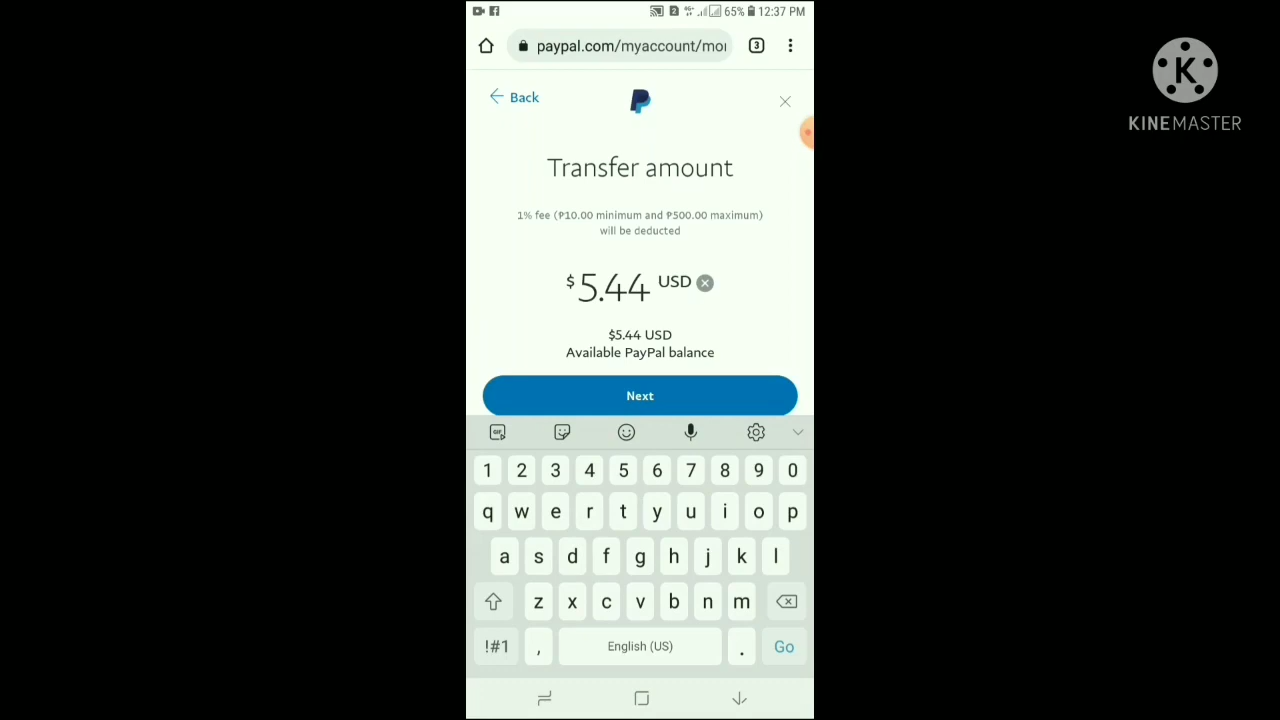 65% 12:37 PM
paypal.com/myaccount/mo
3
Back
Transfer amount
1% fee (₱10.00 minimum and ₱500.00 maximum)
will be deducted
$5.44 USD
$5.44 USD
Available PayPal balance
Next
GIF
1 2 3 4 5 6 7 8 9 0
q w e r t y u i o p
a s d f g h j k l
z x c v b n m
!#1 , English (US) . Go
K
KINEMASTER